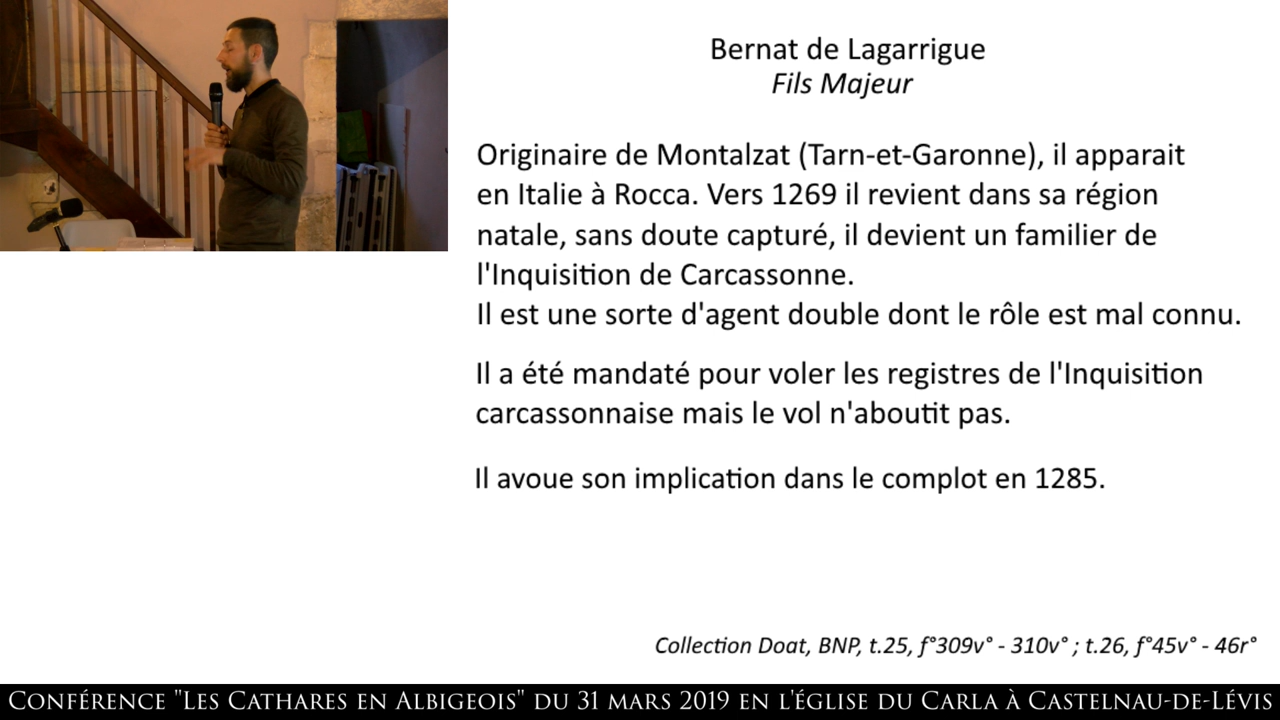 Bernat de Lagarrigue
Fils Majeur
Originaire de Montalzat (Tarn-et-Garonne), il apparait
en Italie à Rocca. Vers 1269 il revient dans sa région
natale, sans doute capturé, il devient un familier de
l'Inquisition de Carcassonne.
Il est une sorte d'agent double dont le rôle est mal connu.
Il a été mandaté pour voler les registres de l'Inquisition
carcassonnaise mais le vol n'aboutit pas.
Il avoue son implication dans le complot en 1285.
Collection Doat, BNP, t.25, f°309v° - 310v° ; t.26, f°45v° - 46r°
Conférence "Les Cathares en Albigeois" du 31 mars 2019 en l'église du Carla à Castelnau-de-Lévis